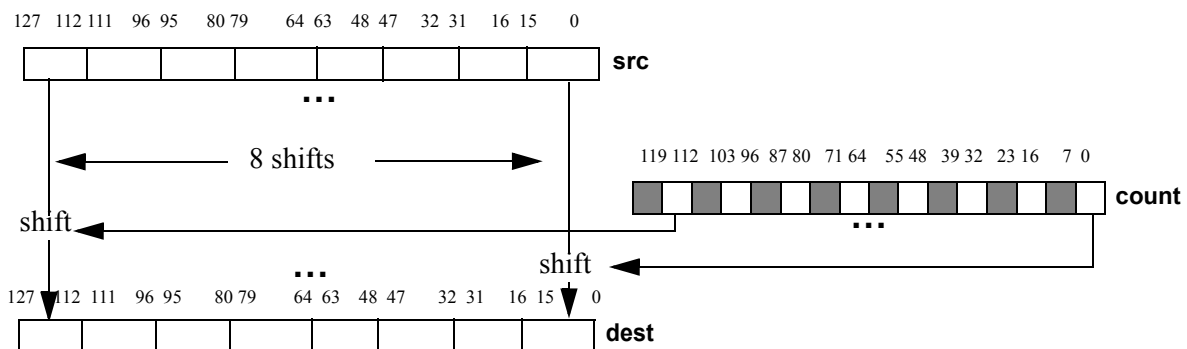 127 112 111 96 95 80 79 64 63 48 47 32 31 16 15 0
src
...
8 shifts
119 112 103 96 87 80 71 64 55 48 39 32 23 16 7 0
count
...
shift
shift
...
127 112 111 96 95 80 79 64 63 48 47 32 31 16 15 0
dest